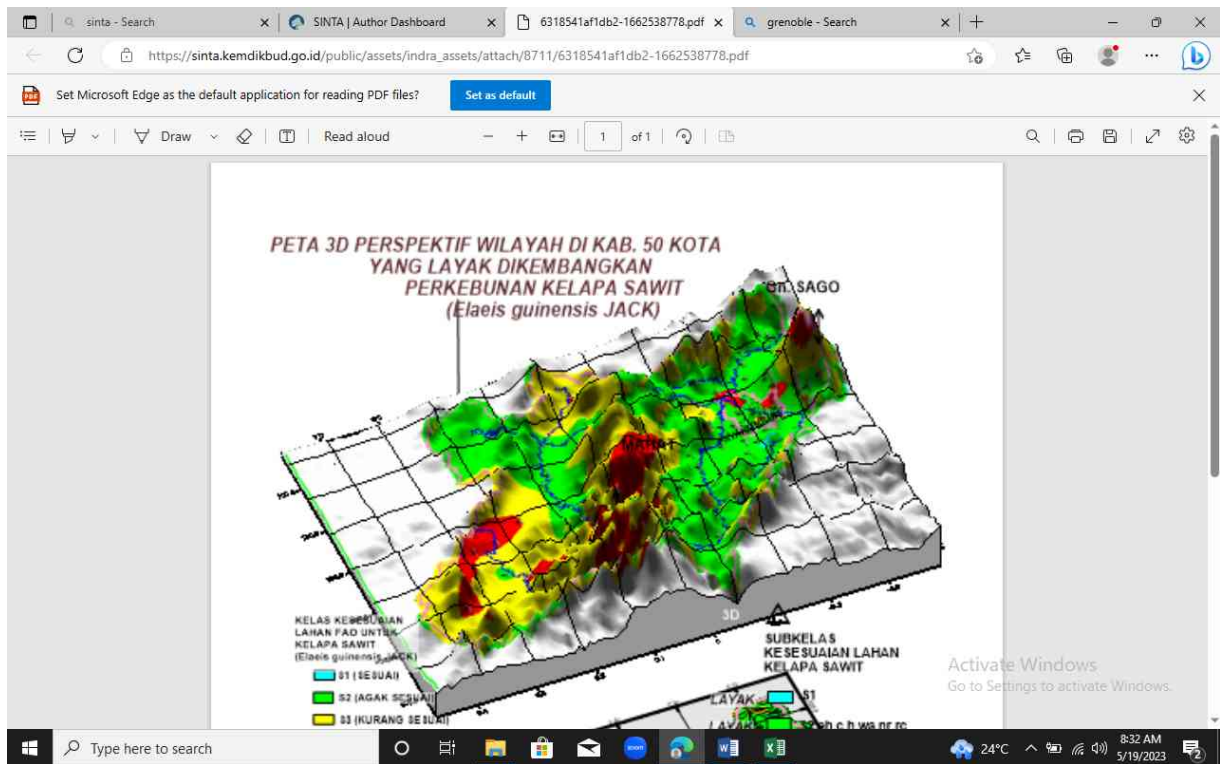 sinta - Search
SINTA | Author Dashboard
6318541af1db2-1662538778.pdf
grenoble - Search
https://sinta.kemdikbud.go.id/public/assets/indra_assets/attach/8711/6318541af1db2-1662538778.pdf
Set Microsoft Edge as the default application for reading PDF files?
Set as default
Draw
Read aloud
1 of 1
PETA 3D PERSPEKTIF WILAYAH DI KAB. 50 KOTA
YANG LAYAK DIKEMBANGKAN
PERKEBUNAN KELAPA SAWIT
(Elaeis guinensis JACK)
Gn. SAGO
MAHAT
3D
KELAS KESESUAIAN
LAHAN FAO UNTUK
KELAPA SAWIT
(Elaeis guinensis JACK)
S1 (SESUAI)
S2 (AGAK SESUAI)
S3 (KURANG SESUAI)
SUBKELAS
KESESUAIAN LAHAN
KELAPA SAWIT
LAYAK S1
LAYAK
Activate Windows
Go to Settings to activate Windows.
Type here to search
zoom
24°C
8:32 AM
5/19/2023
2